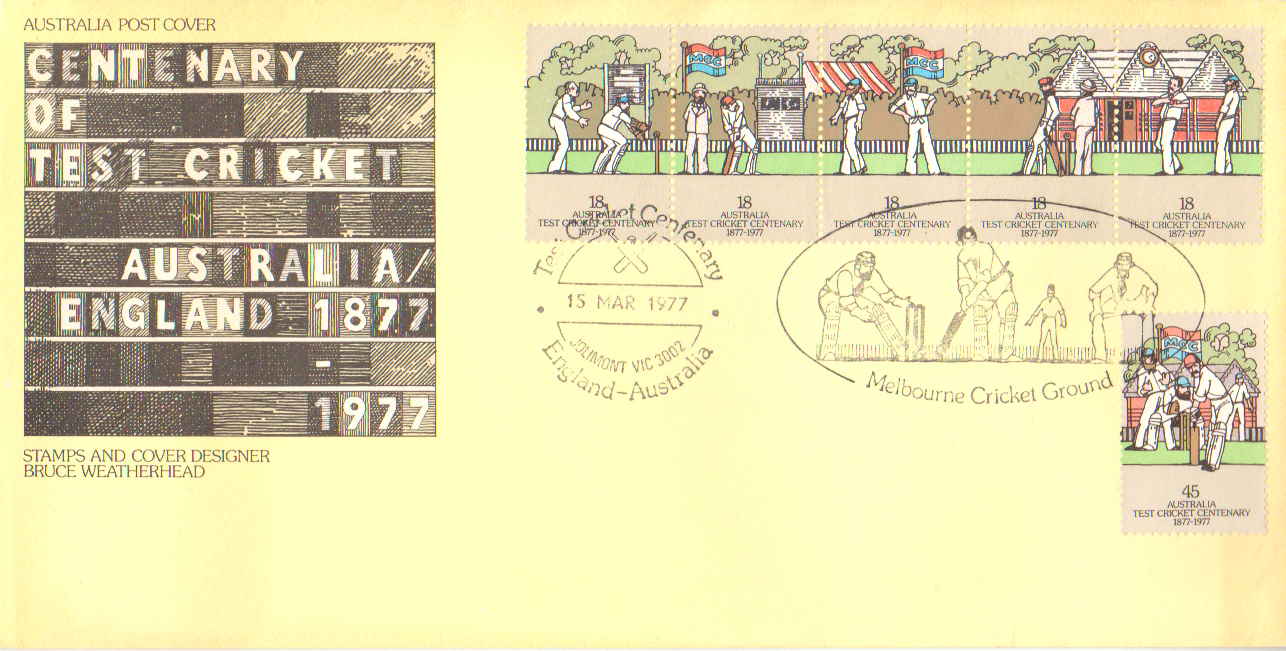 AUSTRALIA POST COVER
CENTENARY
OF
TEST CRICKET
AUSTRALIA/
ENGLAND 1877
-
1977
STAMPS AND COVER DESIGNER
BRUCE WEATHERHEAD
MCC
MCC
18
AUSTRALIA
TEST CRICKET CENTENARY
1877-1977
18
AUSTRALIA
TEST CRICKET CENTENARY
1877-1977
18
AUSTRALIA
TEST CRICKET CENTENARY
1877-1977
18
AUSTRALIA
TEST CRICKET CENTENARY
1877-1977
18
AUSTRALIA
TEST CRICKET CENTENARY
1877-1977
Test Cricket Centenary
15 MAR 1977
JOLIMONT VIC 3002
England-Australia
Melbourne Cricket Ground
MCC
45
AUSTRALIA
TEST CRICKET CENTENARY
1877-1977